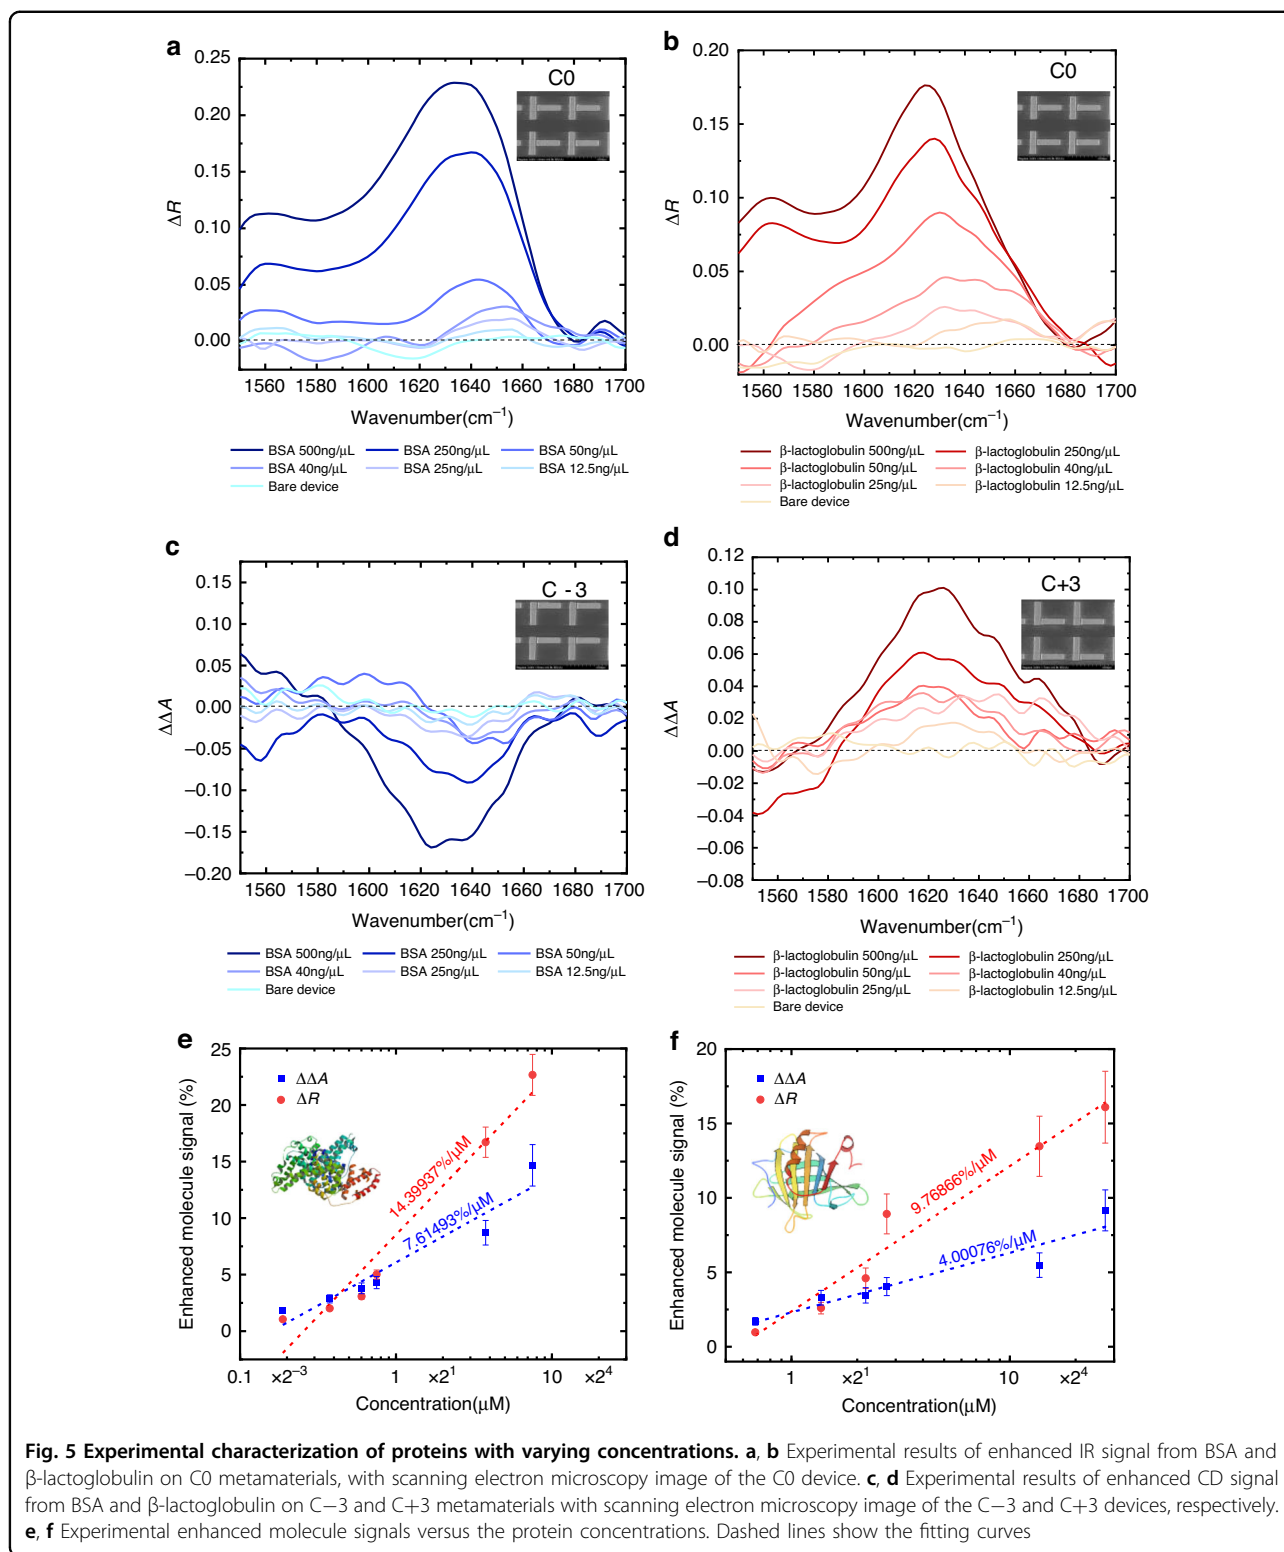 a
C0
0.25
0.20
0.15
0.10
0.05
0.00
ΔR
1560 1580 1600 1620 1640 1660 1680 1700
Wavenumber(cm⁻¹)
BSA 500ng/μL BSA 250ng/μL BSA 50ng/μL
BSA 40ng/μL BSA 25ng/μL BSA 12.5ng/μL
Bare device
b
C0
0.20
0.15
0.10
0.05
0.00
ΔR
1560 1580 1600 1620 1640 1660 1680 1700
Wavenumber(cm⁻¹)
β-lactoglobulin 500ng/μL β-lactoglobulin 250ng/μL
β-lactoglobulin 50ng/μL β-lactoglobulin 40ng/μL
β-lactoglobulin 25ng/μL β-lactoglobulin 12.5ng/μL
Bare device
c
C - 3
0.15
0.10
0.05
0.00
−0.05
−0.10
−0.15
−0.20
ΔΔA
1560 1580 1600 1620 1640 1660 1680 1700
Wavenumber(cm⁻¹)
BSA 500ng/μL BSA 250ng/μL BSA 50ng/μL
BSA 40ng/μL BSA 25ng/μL BSA 12.5ng/μL
Bare device
d
C+3
0.12
0.10
0.08
0.06
0.04
0.02
0.00
−0.02
−0.04
−0.06
−0.08
ΔΔA
1560 1580 1600 1620 1640 1660 1680 1700
Wavenumber(cm⁻¹)
β-lactoglobulin 500ng/μL β-lactoglobulin 250ng/μL
β-lactoglobulin 50ng/μL β-lactoglobulin 40ng/μL
β-lactoglobulin 25ng/μL β-lactoglobulin 12.5ng/μL
Bare device
e
25
20
15
10
5
0
Enhanced molecule signal (%)
ΔΔA
ΔR
14.39937%/μM
7.61493%/μM
0.1 ×2⁻³ 1 ×2¹ 10 ×2⁴
Concentration(μM)
f
20
15
10
5
0
Enhanced molecule signal (%)
ΔΔA
ΔR
9.76866%/μM
4.00076%/μM
1 ×2¹ 10 ×2⁴
Concentration(μM)
Fig. 5 Experimental characterization of proteins with varying concentrations. a, b Experimental results of enhanced IR signal from BSA and
β-lactoglobulin on C0 metamaterials, with scanning electron microscopy image of the C0 device. c, d Experimental results of enhanced CD signal
from BSA and β-lactoglobulin on C−3 and C+3 metamaterials with scanning electron microscopy image of the C−3 and C+3 devices, respectively.
e, f Experimental enhanced molecule signals versus the protein concentrations. Dashed lines show the fitting curves